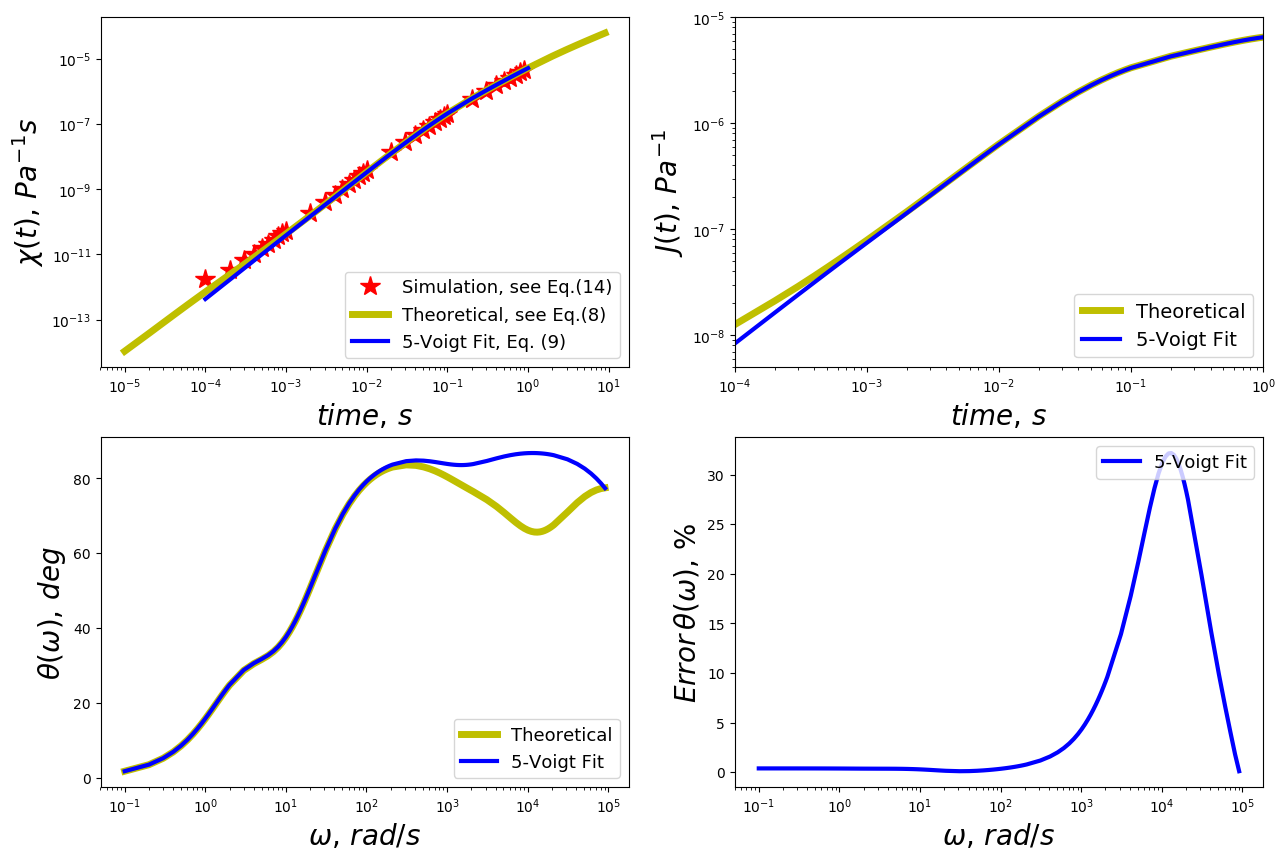 10⁻⁵
10⁻⁷
10⁻⁹
10⁻¹¹
10⁻¹³
χ(t), Pa⁻¹s
Simulation, see Eq.(14)
Theoretical, see Eq.(8)
5-Voigt Fit, Eq. (9)
10⁻⁵ 10⁻⁴ 10⁻³ 10⁻² 10⁻¹ 10⁰ 10¹
time, s
10⁻⁵
10⁻⁶
10⁻⁷
10⁻⁸
J(t), Pa⁻¹
Theoretical
5-Voigt Fit
10⁻⁴ 10⁻³ 10⁻² 10⁻¹ 10⁰
time, s
80
60
40
20
0
θ(ω), deg
Theoretical
5-Voigt Fit
10⁻¹ 10⁰ 10¹ 10² 10³ 10⁴ 10⁵
ω, rad/s
30
25
20
15
10
5
0
Error θ(ω), %
5-Voigt Fit
10⁻¹ 10⁰ 10¹ 10² 10³ 10⁴ 10⁵
ω, rad/s